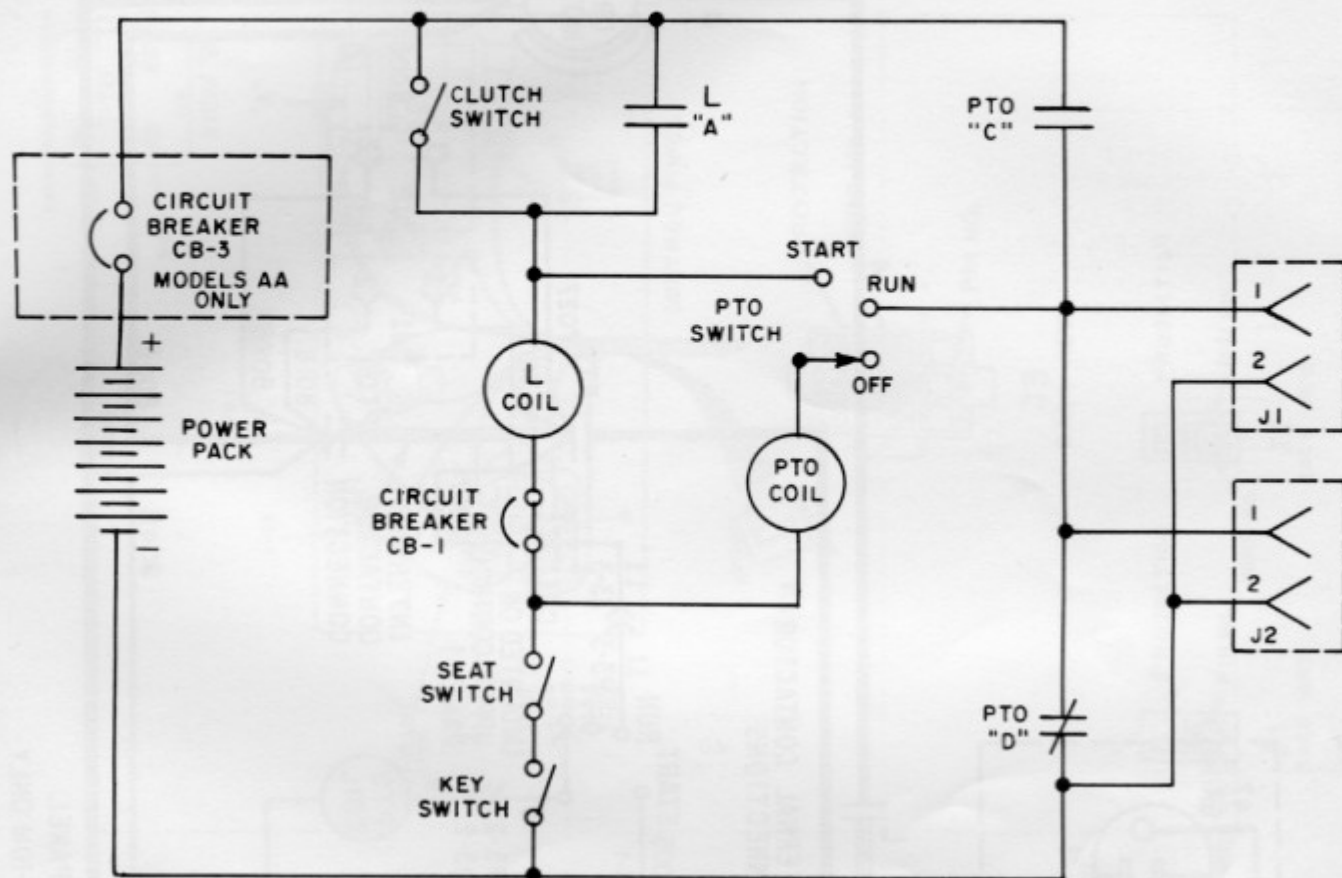 CLUTCH
SWITCH
L
"A"
PTO
"C"
CIRCUIT
BREAKER
CB-3
MODELS AA
ONLY
START
RUN
PTO
SWITCH
OFF
1
2
J1
+
POWER
PACK
−
L
COIL
PTO
COIL
CIRCUIT
BREAKER
CB-1
1
2
J2
SEAT
SWITCH
PTO
"D"
KEY
SWITCH